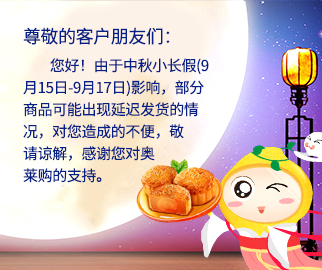 尊敬的客户朋友们：
您好！由于中秋小长假(9
月15日-9月17日)影响，部分
商品可能出现延迟发货的情
况，对您造成的不便，敬
请谅解，感谢您对奥
莱购的支持。